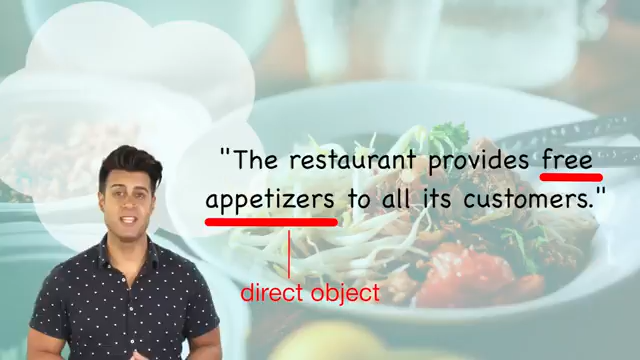 "The restaurant provides free
appetizers to all its customers."
direct object